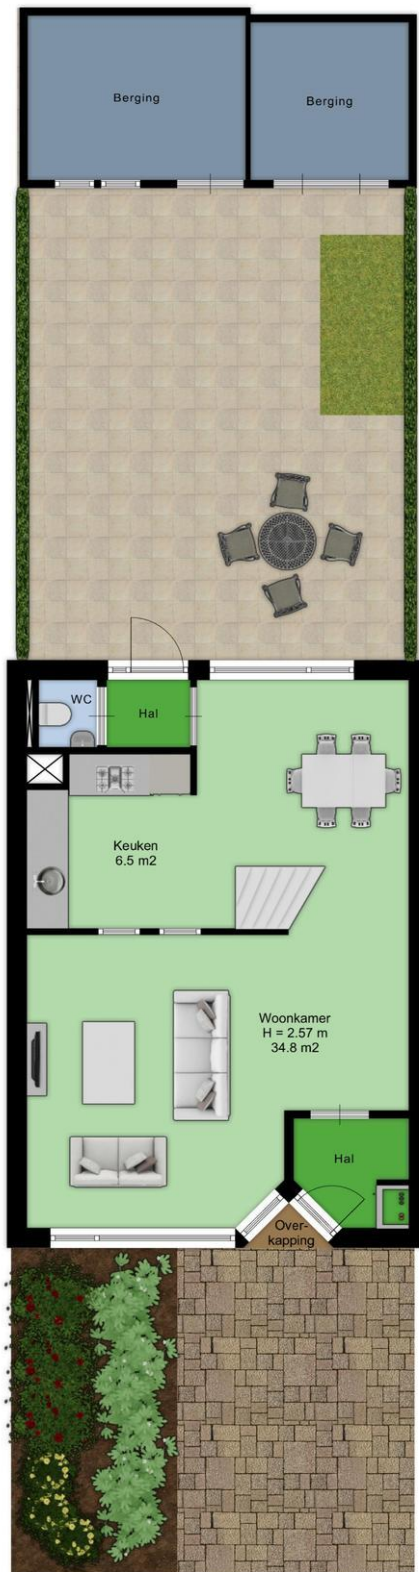 Berging
Berging
WC
Hal
Keuken
6.5 m2
Woonkamer
H = 2.57 m
34.8 m2
Hal
Over-
kapping